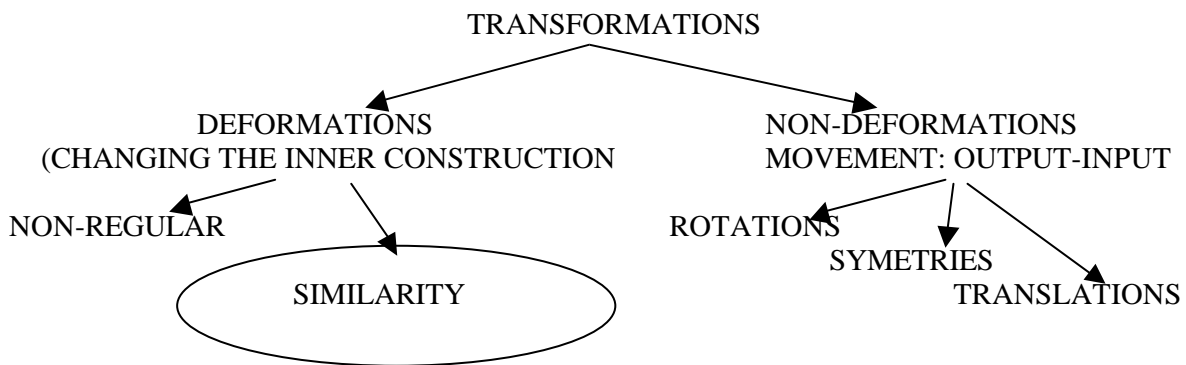 TRANSFORMATIONS
DEFORMATIONS
(CHANGING THE INNER CONSTRUCTION
NON-DEFORMATIONS
MOVEMENT: OUTPUT-INPUT
NON-REGULAR
SIMILARITY
ROTATIONS
SYMETRIES
TRANSLATIONS